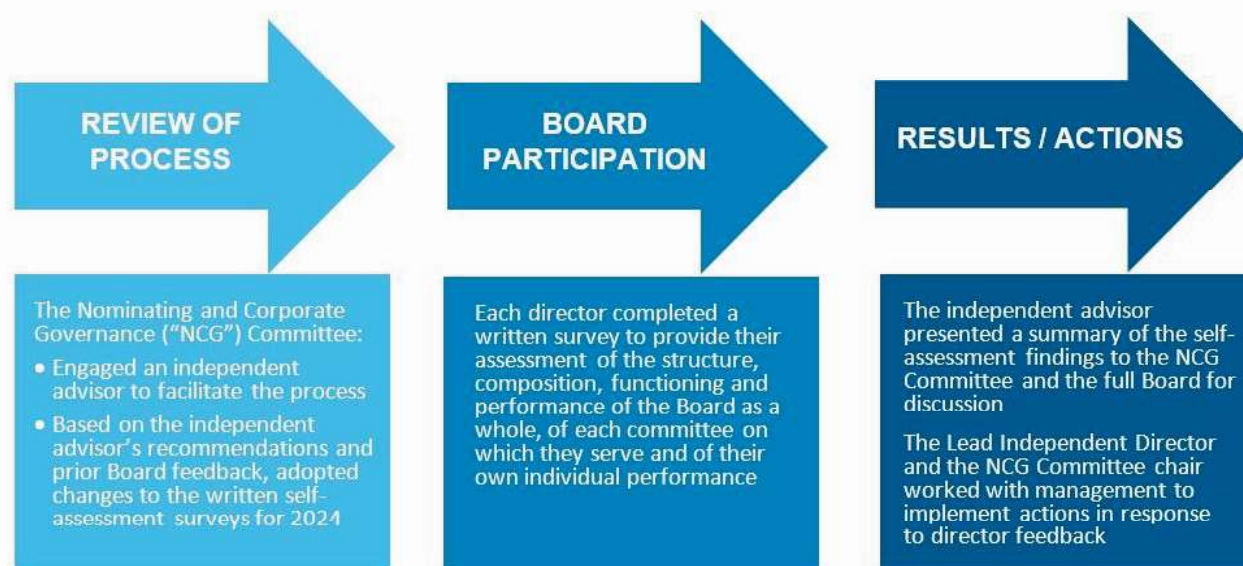 REVIEW OF
PROCESS
The Nominating and Corporate
Governance (“NCG”) Committee:
• Engaged an independent
advisor to facilitate the process
• Based on the independent
advisor’s recommendations and
prior Board feedback, adopted
changes to the written self-
assessment surveys for 2024
BOARD
PARTICIPATION
Each director completed a
written survey to provide their
assessment of the structure,
composition, functioning and
performance of the Board as a
whole, of each committee on
which they serve and of their
own individual performance
RESULTS / ACTIONS
The independent advisor
presented a summary of the self-
assessment findings to the NCG
Committee and the full Board for
discussion
The Lead Independent Director
and the NCG Committee chair
worked with management to
implement actions in response
to director feedback